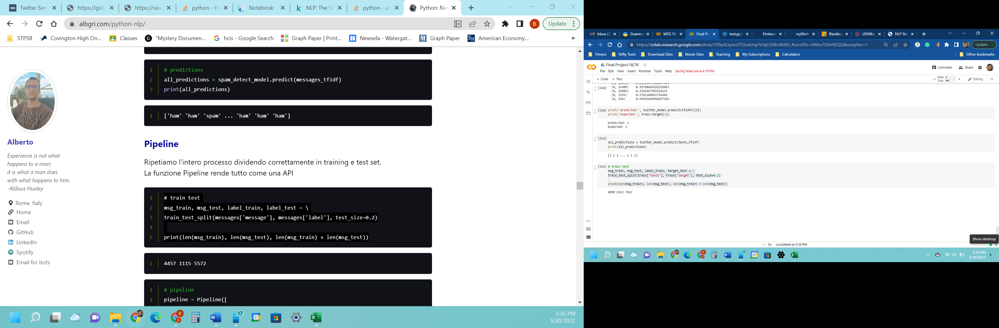 Twitter Sent
https://gist.
https://raw.
python - Ho
Notebook
NLP: The Si
python - sc
Python: Nat
albgri.com/python-nlp/
B
Update
STPSB
Covington High On...
Classes
"Mystery Documen...
hcis - Google Search
Graph Paper | Print...
Newsela - Watergat...
Graph Paper
American Economy...
»
Alberto
Experience is not what
happens to a man;
it is what a man does
with what happens to him.
-Aldous Huxley
Rome, Italy
Home
Email
GitHub
LinkedIn
Spotify
Email for bots
1 # predictions
2 all_predictions = spam_detect_model.predict(messages_tfidf)
3 print(all_predictions)
1 ['ham' 'ham' 'spam' ... 'ham' 'ham' 'ham']
Pipeline
Ripetiamo l'intero processo dividendo correttamente in training e test set.
La funzione Pipeline rende tutto come una API
1 # train test
2 msg_train, msg_test, label_train, label_test = \
3 train_test_split(messages['message'], messages['label'], test_size=0.2)
4
5 print(len(msg_train), len(msg_test), len(msg_train) + len(msg_test))
1 4457 1115 5572
1 # pipeline
2 pipeline = Pipeline([
17
31
5:35 PM
3/30/2022
Inbox (2
Gramma
MDS 56
Final Pro
text.py |
Elmhurs
myElmh
Blackbo
USIIWor
NLP Ste
https://colab.research.google.com/drive/1D9pAOyovzTCGoeUvgYbYqU3XBcWiXXi_#scrollTo=6Whv7GDn9ZQQ&uniqifier=1
Update
Fitness
Nifty Tools
Download Sites
Movie Sites
Teaching
My Subscriptions
Calculators
Other bookmarks
Final Project NLTK
Comment
Share
File Edit View Insert Runtime Tools Help Saving failed since 4:18 PM
+ Code + Text
RAM
Disk
Editing
[310] (0, 22409) 0.39780696282539063
(0, 14502) 0.3391667965318131
(0, 2334) 0.2781109881741682
(0, 144) 0.44453648958637354
[320] print('predicted:', twitter_model.predict(tfidf4)[0])
print('expected:', train.target[3])
predicted: 1
expected: 1
[322]
all_predictions = twitter_model.predict(texts_tfidf)
print(all_predictions)
[1 1 1 ... 1 1 1]
[324] # train test
msg_train, msg_test, label_train, target_test = \
train_test_split(train['texts'], train['target'], test_size=0.2)
print(len(msg_train), len(msg_test), len(msg_train) + len(msg_test))
6090 1523 7613
Show desktop
0s completed at 5:34 PM
17
31
5:35 PM
3/30/2022
9